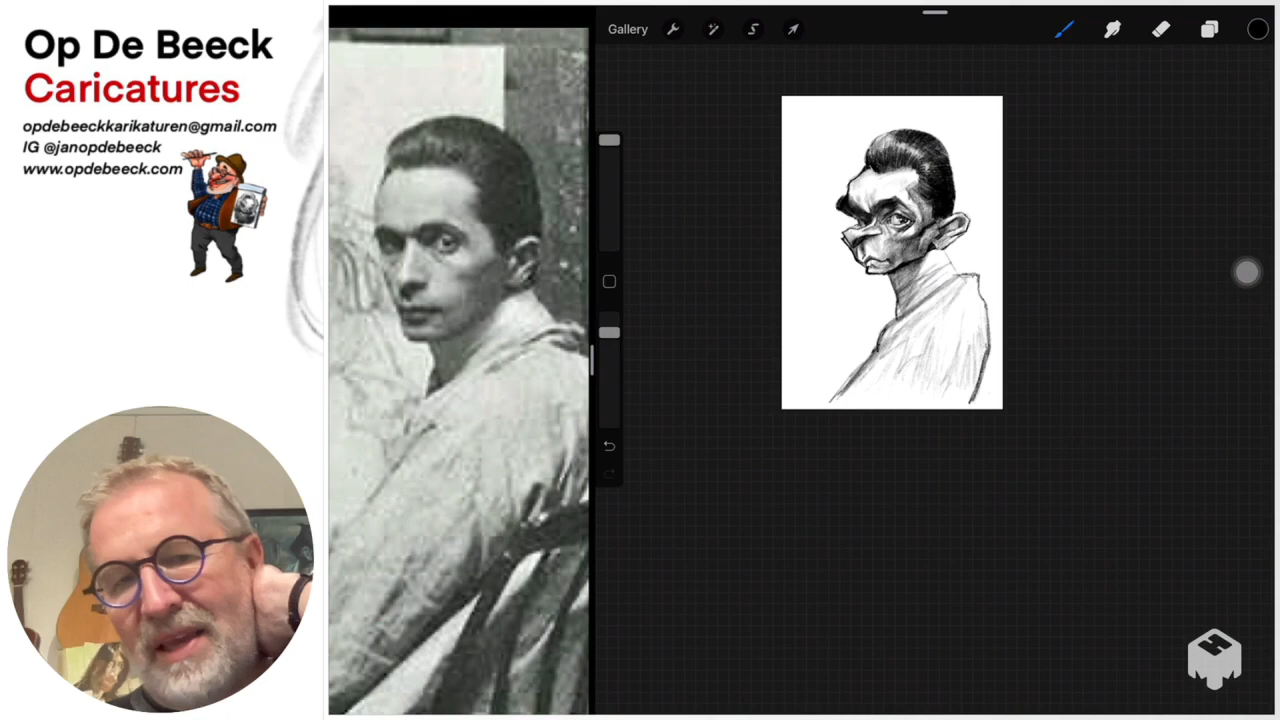 Op De Beeck
Caricatures
opdebeeckkarikaturen@gmail.com
IG @janopdebeeck
www.opdebeeck.com
Gallery